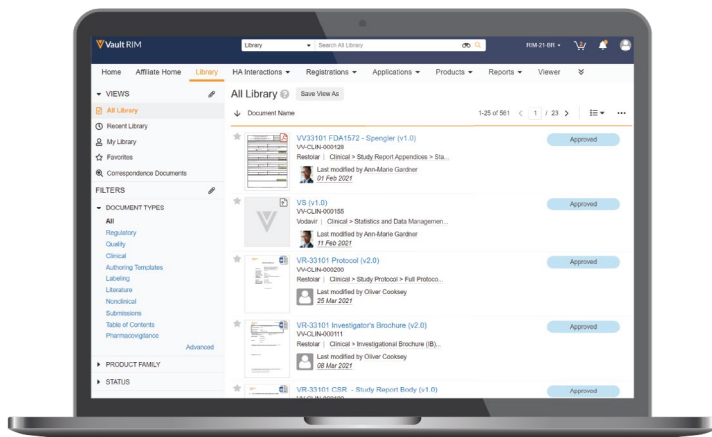 Vault RIM
Library
Search All Library
RIM-21-BR
Home Affiliate Home Library HA Interactions Registrations Applications Products Reports Viewer
VIEWS
All Library
Recent Library
My Library
Favorites
Correspondence Documents
FILTERS
DOCUMENT TYPES
All
Regulatory
Quality
Clinical
Authoring Templates
Labeling
Literature
Nonclinical
Submissions
Table of Contents
Pharmacovigilance
Advanced
PRODUCT FAMILY
STATUS
All Library
Save View As
Document Name
1-25 of 561
1 / 23
VV33101 FDA1572 - Spengler (v1.0)
VV-CLIN-000128
Restolar | Clinical > Study Report Appendices > Sta...
Last modified by Ann-Marie Gardner
01 Feb 2021
Approved
VS (v1.0)
VV-CLIN-000155
Vodavir | Clinical > Statistics and Data Managemen...
Last modified by Ann-Marie Gardner
11 Feb 2021
Approved
VR-33101 Protocol (v2.0)
VV-CLIN-000200
Restolar | Clinical > Study Protocol > Full Protoco...
Last modified by Oliver Cooksey
25 Mar 2021
Approved
VR-33101 Investigator's Brochure (v2.0)
VV-CLIN-000111
Restolar | Clinical > Investigational Brochure (IB)...
Last modified by Oliver Cooksey
08 Mar 2021
Approved
VR-33101 CSR - Study Report Body (v1.0)
Approved